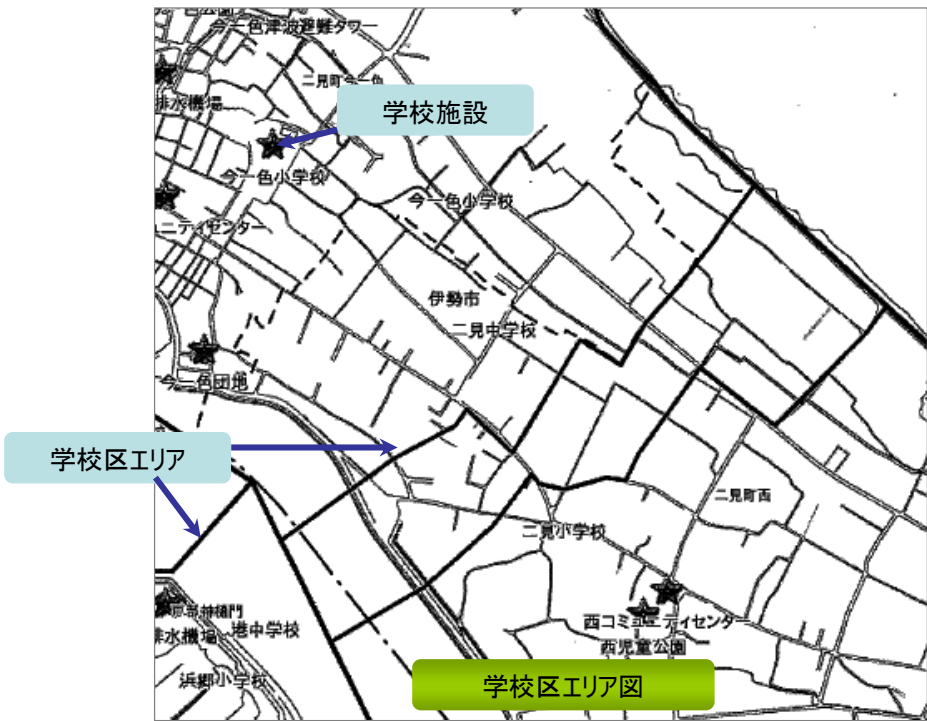 今一色津波避難タワー
二見町今一色
排水機場
学校施設
今一色小学校
今一色小学校
ュニティセンター
伊勢市
二見中学校
今一色団地
学校区エリア
二見町西
二見小学校
西コミュニティセンター
西児童公園
排水機場
港中学校
浜郷小学校
学校区エリア図